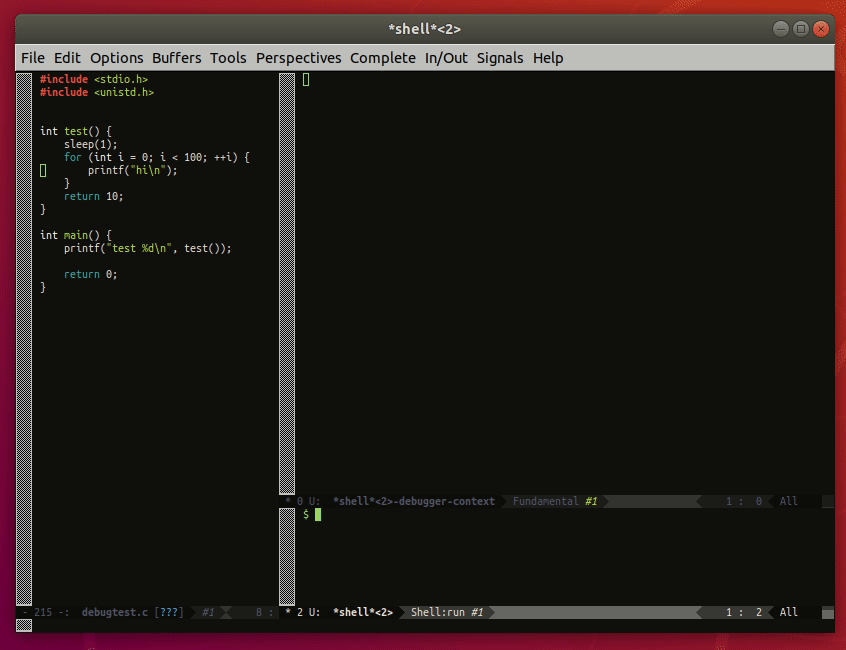 *shell*<2>
File Edit Options Buffers Tools Perspectives Complete In/Out Signals Help
#include <stdio.h>
#include <unistd.h>
int test() {
    sleep(1);
    for (int i = 0; i < 100; ++i) {
        printf("hi\n");
    }
    return 10;
}
int main() {
    printf("test %d\n", test());
    return 0;
}
* 0 U: *shell*<2>-debugger-context Fundamental #1 1 : 0 All
$
- 215 -: debugtest.c [???] #1 8 :
* 2 U: *shell*<2> Shell:run #1 1 : 2 All